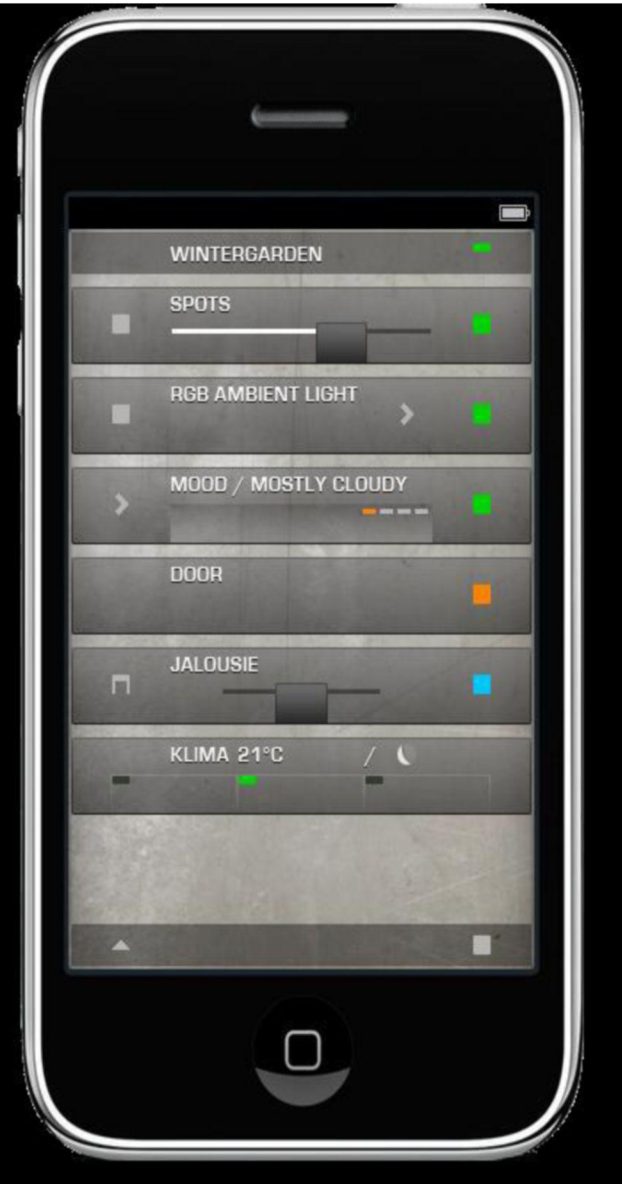 WINTERGARDEN
SPOTS
RGB AMBIENT LIGHT
MOOD / MOSTLY CLOUDY
DOOR
JALOUSIE
KLIMA 21°C /